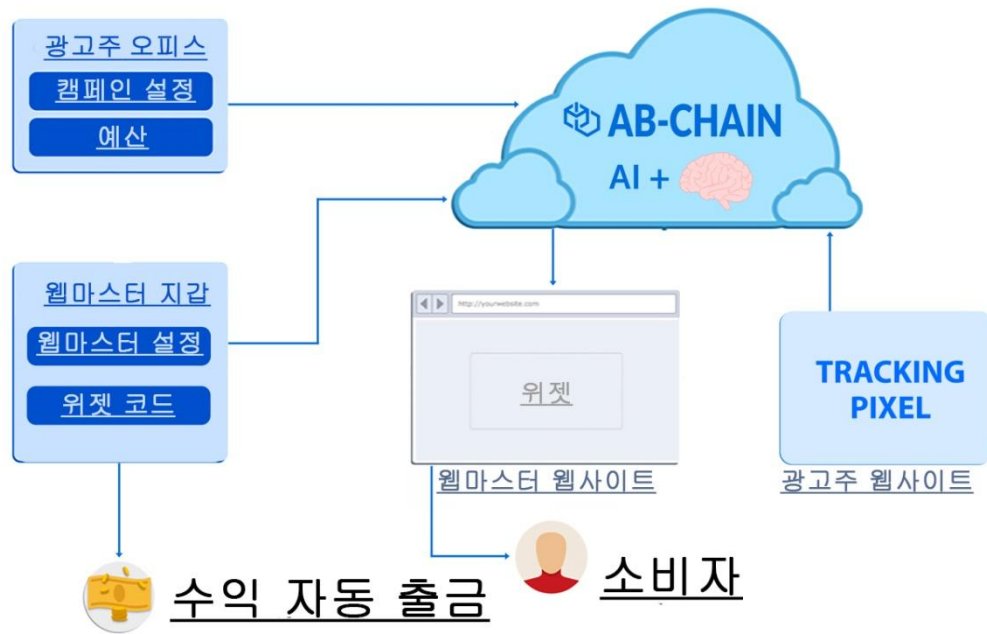 광고주 오피스
캠페인 설정
예산
AB-CHAIN
AI +
웹마스터 지갑
웹마스터 설정
위젯 코드
http://yourwebsite.com
위젯
웹마스터 웹사이트
TRACKING
PIXEL
광고주 웹사이트
수익 자동 출금
소비자